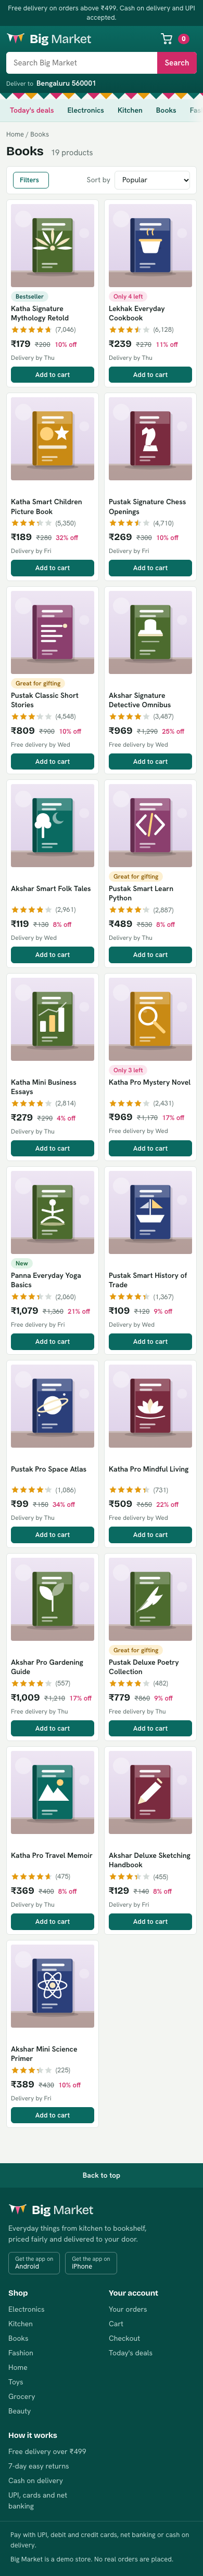 Free delivery on orders above ₹499. Cash on delivery and UPI
accepted.
Big Market
0
Search Big Market
Search
Deliver to Bengaluru 560001
Today's deals Electronics Kitchen Books Fas
Home / Books
Books 19 products
Filters
Sort by Popular
Bestseller
Katha Signature
Mythology Retold
(7,046)
₹179 ₹200 10% off
Delivery by Thu
Add to cart
Only 4 left
Lekhak Everyday
Cookbook
(6,128)
₹239 ₹270 11% off
Delivery by Thu
Add to cart
Katha Smart Children
Picture Book
(5,350)
₹189 ₹280 32% off
Delivery by Fri
Add to cart
Pustak Signature Chess
Openings
(4,710)
₹269 ₹300 10% off
Delivery by Fri
Add to cart
Great for gifting
Pustak Classic Short
Stories
(4,548)
₹809 ₹900 10% off
Free delivery by Wed
Add to cart
Akshar Signature
Detective Omnibus
(3,487)
₹969 ₹1,290 25% off
Free delivery by Wed
Add to cart
Akshar Smart Folk Tales
(2,961)
₹119 ₹130 8% off
Delivery by Wed
Add to cart
Great for gifting
Pustak Smart Learn
Python
(2,887)
₹489 ₹530 8% off
Delivery by Thu
Add to cart
Katha Mini Business
Essays
(2,814)
₹279 ₹290 4% off
Delivery by Thu
Add to cart
Only 3 left
Katha Pro Mystery Novel
(2,431)
₹969 ₹1,170 17% off
Free delivery by Wed
Add to cart
New
Panna Everyday Yoga
Basics
(2,060)
₹1,079 ₹1,360 21% off
Free delivery by Fri
Add to cart
Pustak Smart History of
Trade
(1,367)
₹109 ₹120 9% off
Delivery by Wed
Add to cart
Pustak Pro Space Atlas
(1,086)
₹99 ₹150 34% off
Delivery by Thu
Add to cart
Katha Pro Mindful Living
(731)
₹509 ₹650 22% off
Free delivery by Wed
Add to cart
Akshar Pro Gardening
Guide
(557)
₹1,009 ₹1,210 17% off
Free delivery by Thu
Add to cart
Great for gifting
Pustak Deluxe Poetry
Collection
(482)
₹779 ₹860 9% off
Free delivery by Thu
Add to cart
Katha Pro Travel Memoir
(475)
₹369 ₹400 8% off
Delivery by Thu
Add to cart
Akshar Deluxe Sketching
Handbook
(455)
₹129 ₹140 8% off
Delivery by Fri
Add to cart
Akshar Mini Science
Primer
(225)
₹389 ₹430 10% off
Delivery by Fri
Add to cart
Back to top
Big Market
Everyday things from kitchen to bookshelf,
priced fairly and delivered to your door.
Get the app on
Android
Get the app on
iPhone
Shop
Electronics
Kitchen
Books
Fashion
Home
Toys
Grocery
Beauty
Your account
Your orders
Cart
Checkout
Today's deals
How it works
Free delivery over ₹499
7-day easy returns
Cash on delivery
UPI, cards and net
banking
Pay with UPI, debit and credit cards, net banking or cash on
delivery.
Big Market is a demo store. No real orders are placed.